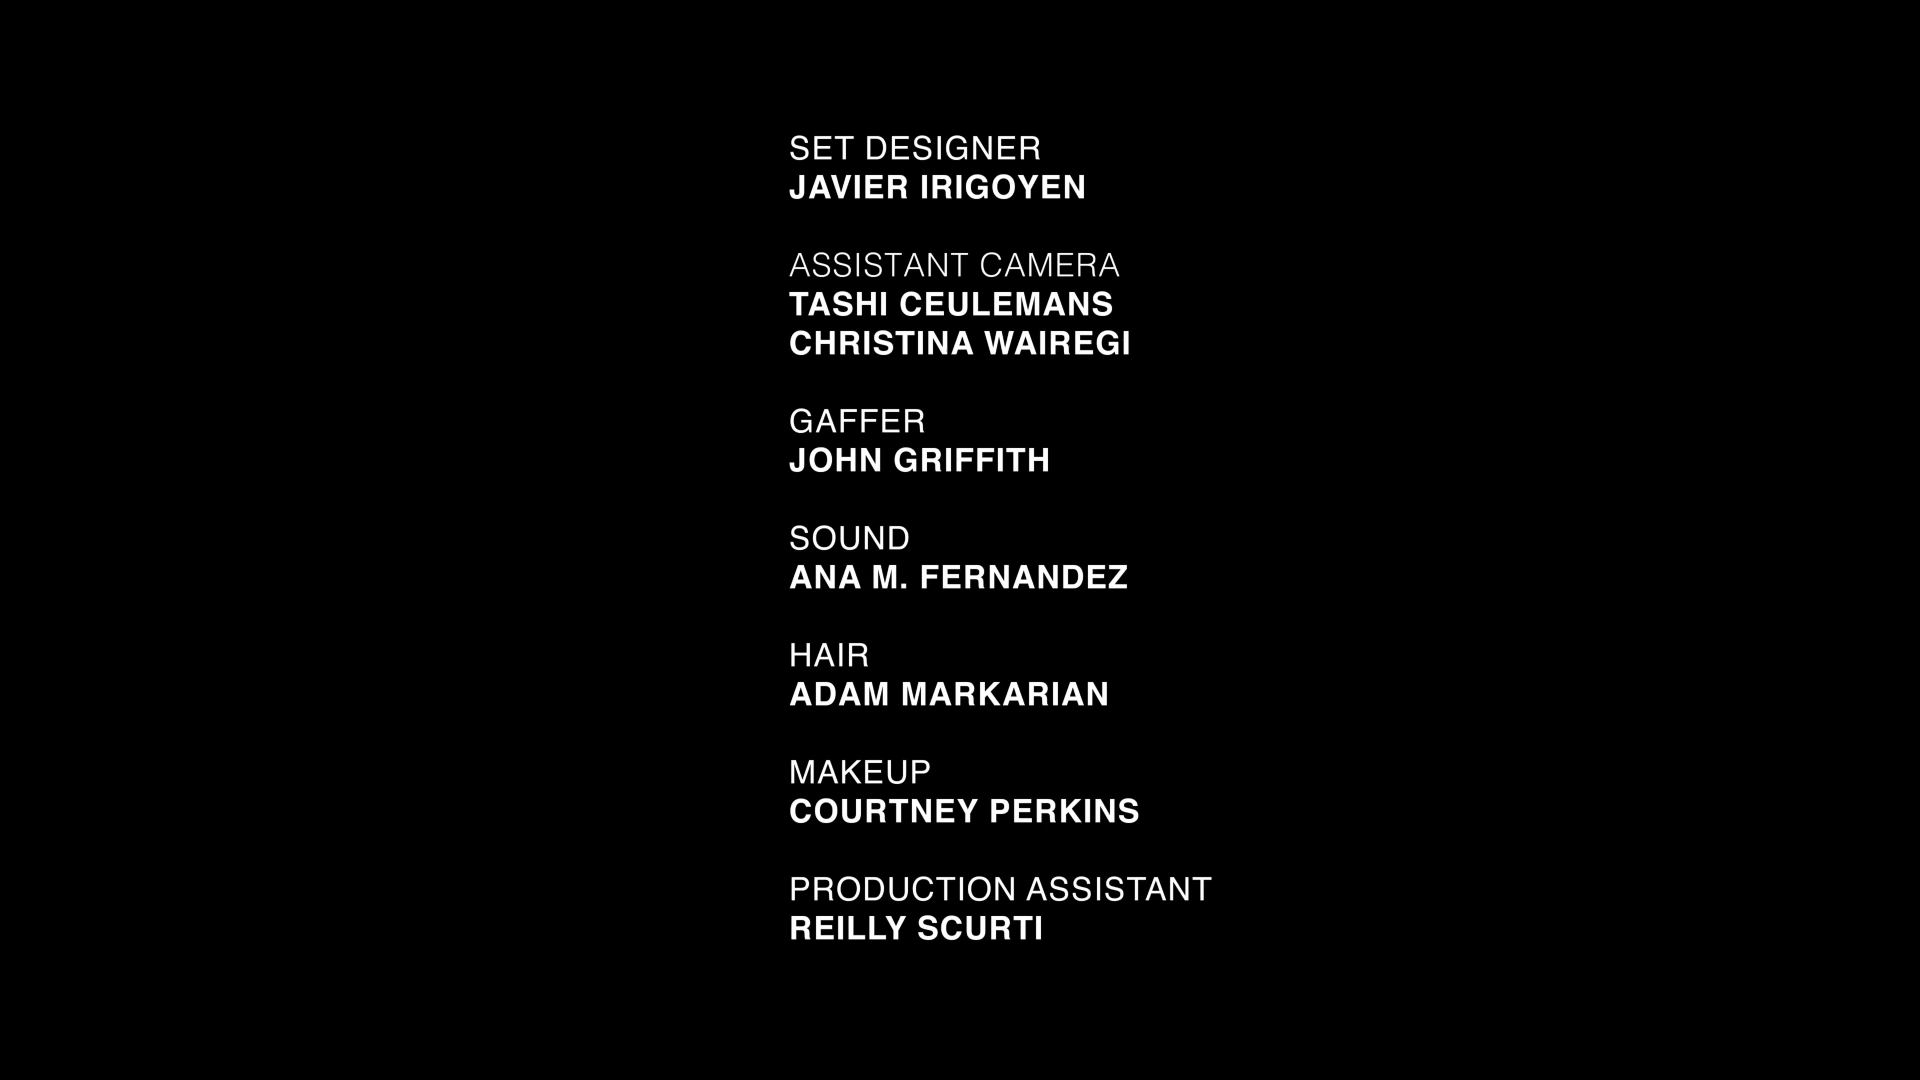 SET DESIGNER
JAVIER IRIGOYEN
ASSISTANT CAMERA
TASHI CEULEMANS
CHRISTINA WAIREGI
GAFFER
JOHN GRIFFITH
SOUND
ANA M. FERNANDEZ
HAIR
ADAM MARKARIAN
MAKEUP
COURTNEY PERKINS
PRODUCTION ASSISTANT
REILLY SCURTI